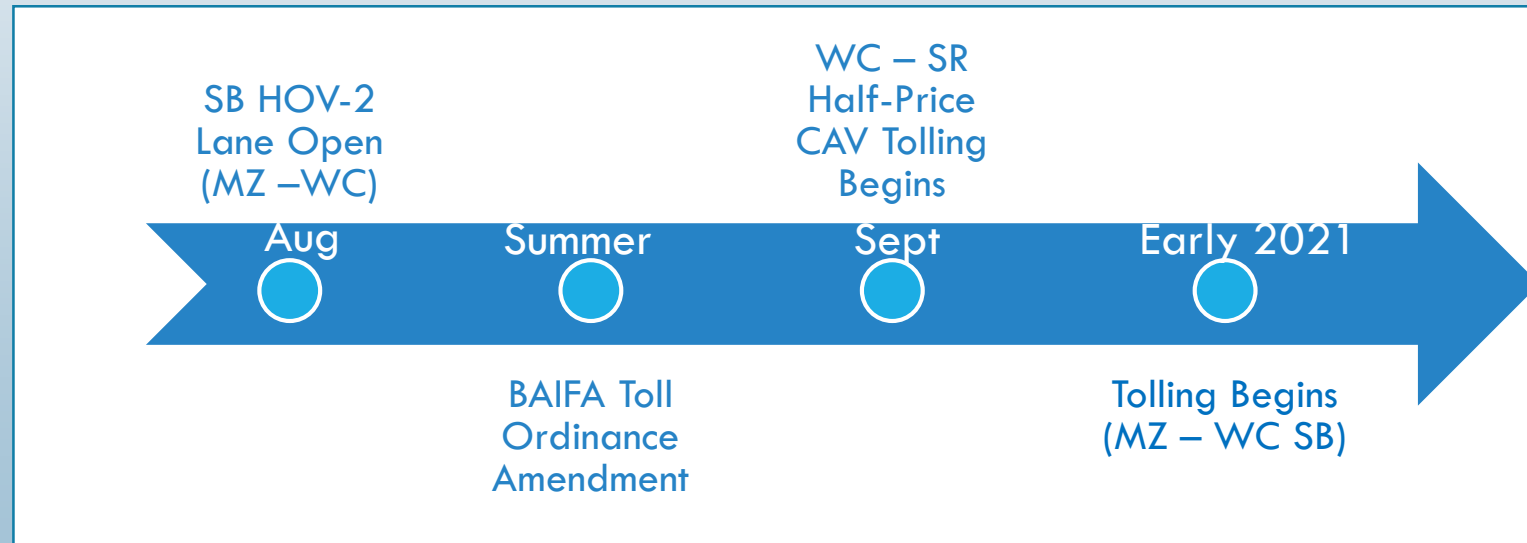 SB HOV-2
Lane Open
(MZ –WC)
WC – SR
Half-Price
CAV Tolling
Begins
Aug
Summer
Sept
Early 2021
BAIFA Toll
Ordinance
Amendment
Tolling Begins
(MZ – WC SB)